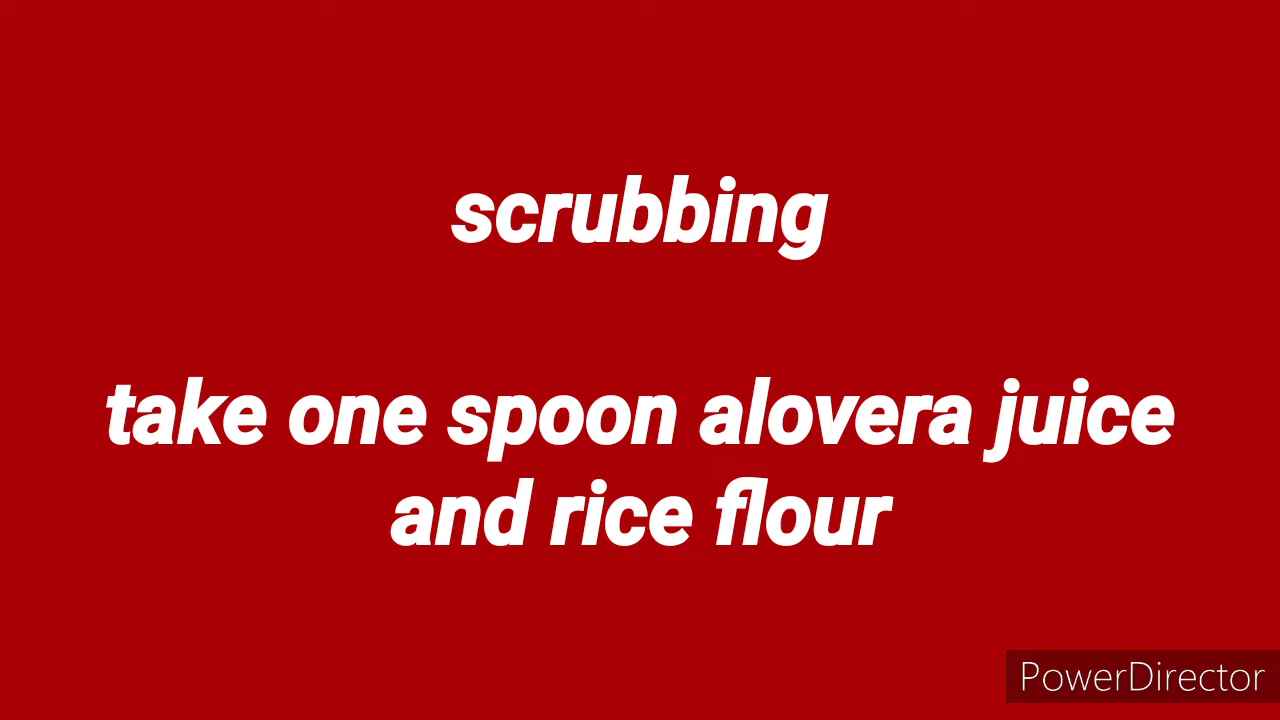 scrubbing
take one spoon alovera juice
and rice flour
PowerDirector